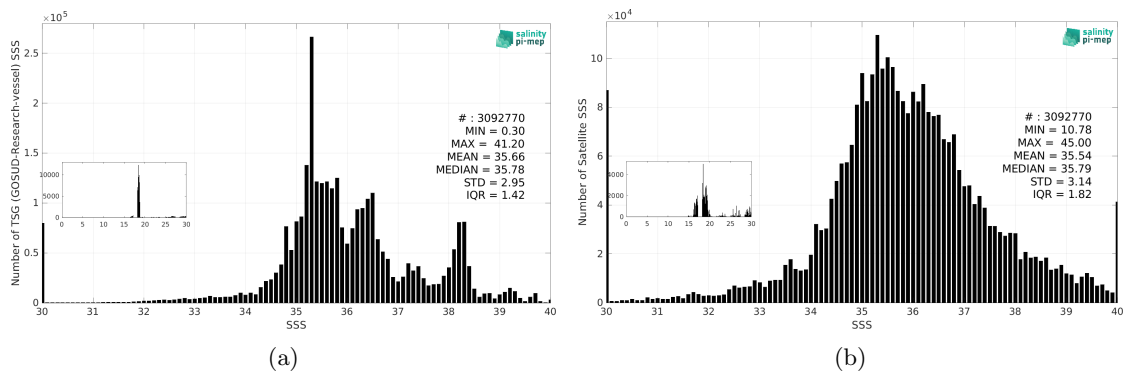 ×10⁵
Number of TSG (GOSUD-Research-vessel) SSS
2.5
2
1.5
1
0.5
0
30 31 32 33 34 35 36 37 38 39 40
SSS
salinity
pi-mep
# : 3092770
MIN = 0.30
MAX = 41.20
MEAN = 35.66
MEDIAN = 35.78
STD = 2.95
IQR = 1.42
10000
5000
0
0 5 10 15 20 25 30
(a)
×10⁴
Number of Satellite SSS
10
8
6
4
2
0
30 31 32 33 34 35 36 37 38 39 40
SSS
salinity
pi-mep
# : 3092770
MIN = 10.78
MAX = 45.00
MEAN = 35.54
MEDIAN = 35.79
STD = 3.14
IQR = 1.82
4000
2000
0
0 5 10 15 20 25 30
(b)